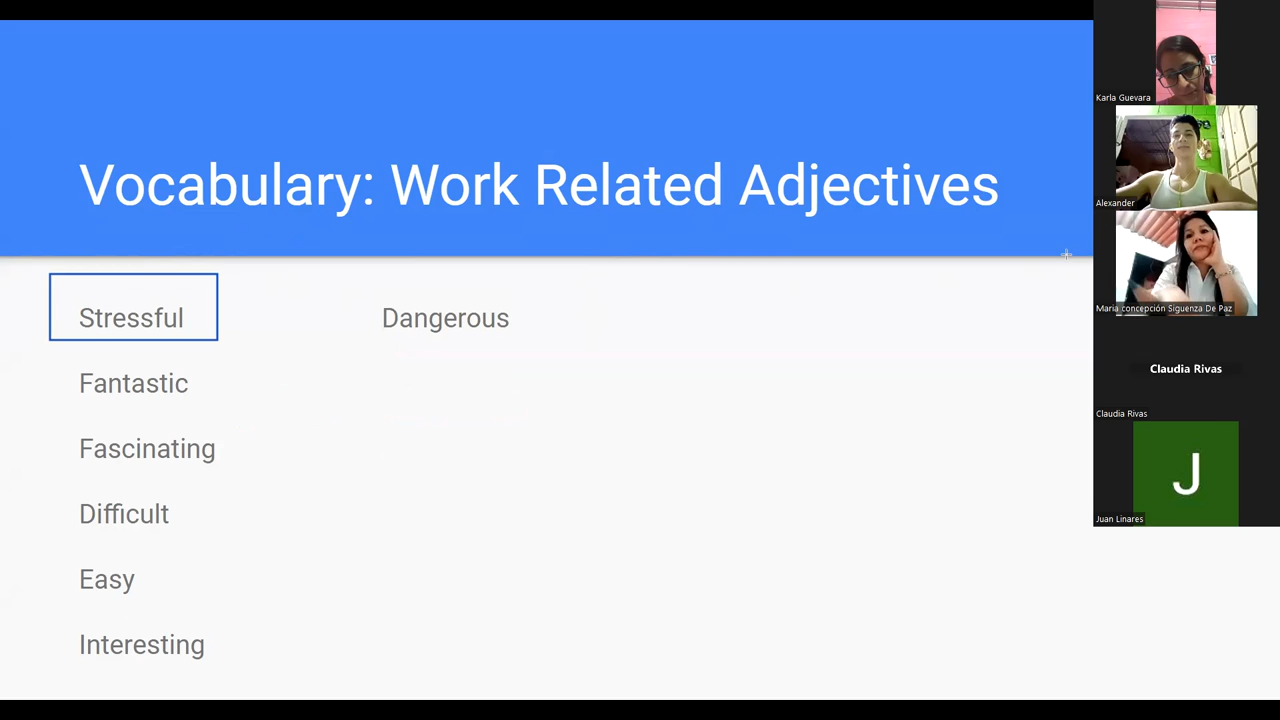 Vocabulary: Work Related Adjectives
Stressful
Fantastic
Fascinating
Difficult
Easy
Interesting
Dangerous
Karla Guevara
Alexander
Maria concepción Siguenza De Paz
Claudia Rivas
Claudia Rivas
J
Juan Linares